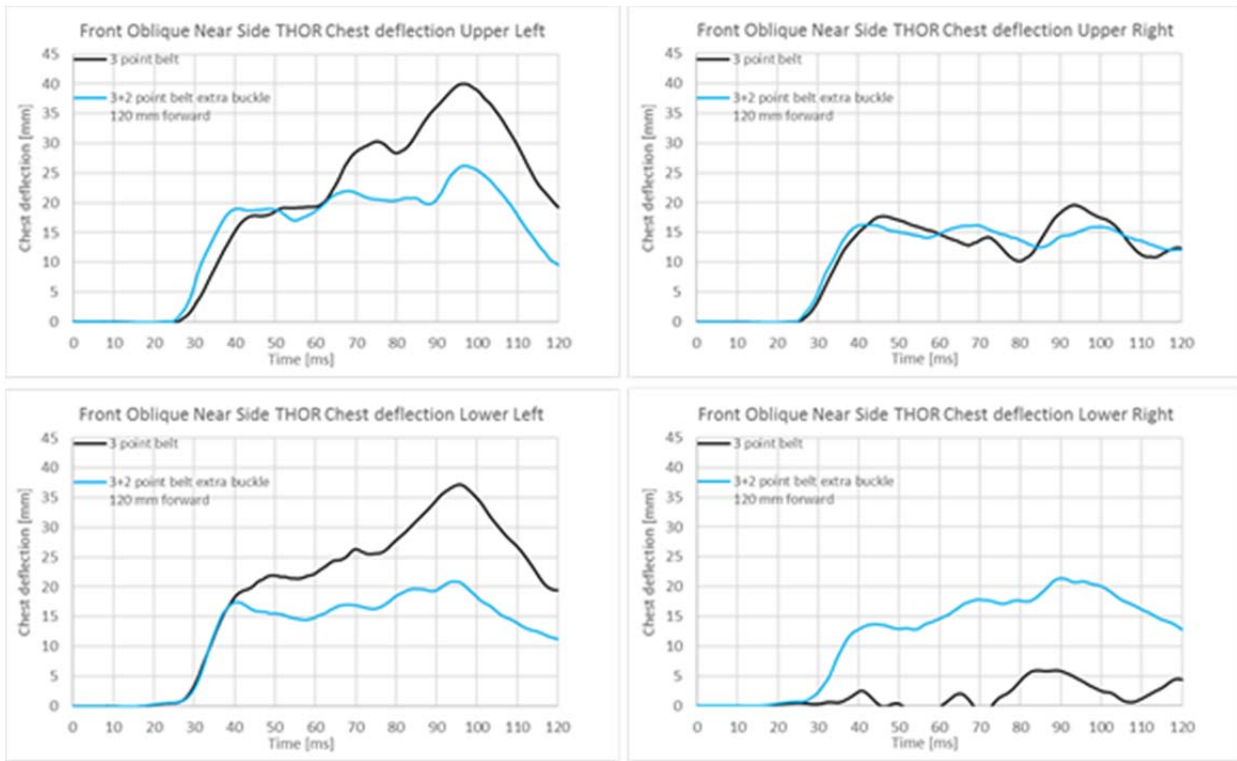 Front Oblique Near Side THOR Chest deflection Upper Left
Chest deflection [mm]
45
40
35
30
25
20
15
10
5
0
3 point belt
3+2 point belt extra buckle
120 mm forward
0 10 20 30 40 50 60 70 80 90 100 110 120
Time [ms]
Front Oblique Near Side THOR Chest deflection Upper Right
Chest deflection [mm]
45
40
35
30
25
20
15
10
5
0
3 point belt
3+2 point belt extra buckle
120 mm forward
0 10 20 30 40 50 60 70 80 90 100 110 120
Time [ms]
Front Oblique Near Side THOR Chest deflection Lower Left
Chest deflection [mm]
45
40
35
30
25
20
15
10
5
0
3 point belt
3+2 point belt extra buckle
120 mm forward
0 10 20 30 40 50 60 70 80 90 100 110 120
Time [ms]
Front Oblique Near Side THOR Chest deflection Lower Right
Chest deflection [mm]
45
40
35
30
25
20
15
10
5
0
3 point belt
3+2 point belt extra buckle
120 mm forward
0 10 20 30 40 50 60 70 80 90 100 110 120
Time [ms]